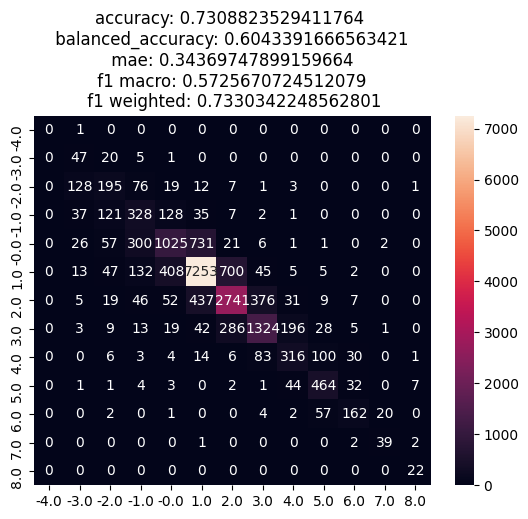 accuracy: 0.7308823529411764
balanced_accuracy: 0.6043391666563421
mae: 0.34369747899159664
f1 macro: 0.5725670724512079
f1 weighted: 0.7330342248562801
-4.0 0 1 0 0 0 0 0 0 0 0 0 0 0
-3.0 0 47 20 5 1 0 0 0 0 0 0 0 0
-2.0 0 128 195 76 19 12 7 1 3 0 0 0 1
-1.0 0 37 121 328 128 35 7 2 1 0 0 0 0
-0.0 0 26 57 300 1025 731 21 6 1 1 0 2 0
1.0 0 13 47 132 408 7253 700 45 5 5 2 0 0
2.0 0 5 19 46 52 437 2741 376 31 9 7 0 0
3.0 0 3 9 13 19 42 286 1324 196 28 5 1 0
4.0 0 0 6 3 4 14 6 83 316 100 30 0 1
5.0 0 1 1 4 3 0 2 1 44 464 32 0 7
6.0 0 0 2 0 1 0 0 4 2 57 162 20 0
7.0 0 0 0 0 0 1 0 0 0 0 2 39 2
8.0 0 0 0 0 0 0 0 0 0 0 0 0 22
-4.0 -3.0 -2.0 -1.0 -0.0 1.0 2.0 3.0 4.0 5.0 6.0 7.0 8.0
7000
6000
5000
4000
3000
2000
1000
0